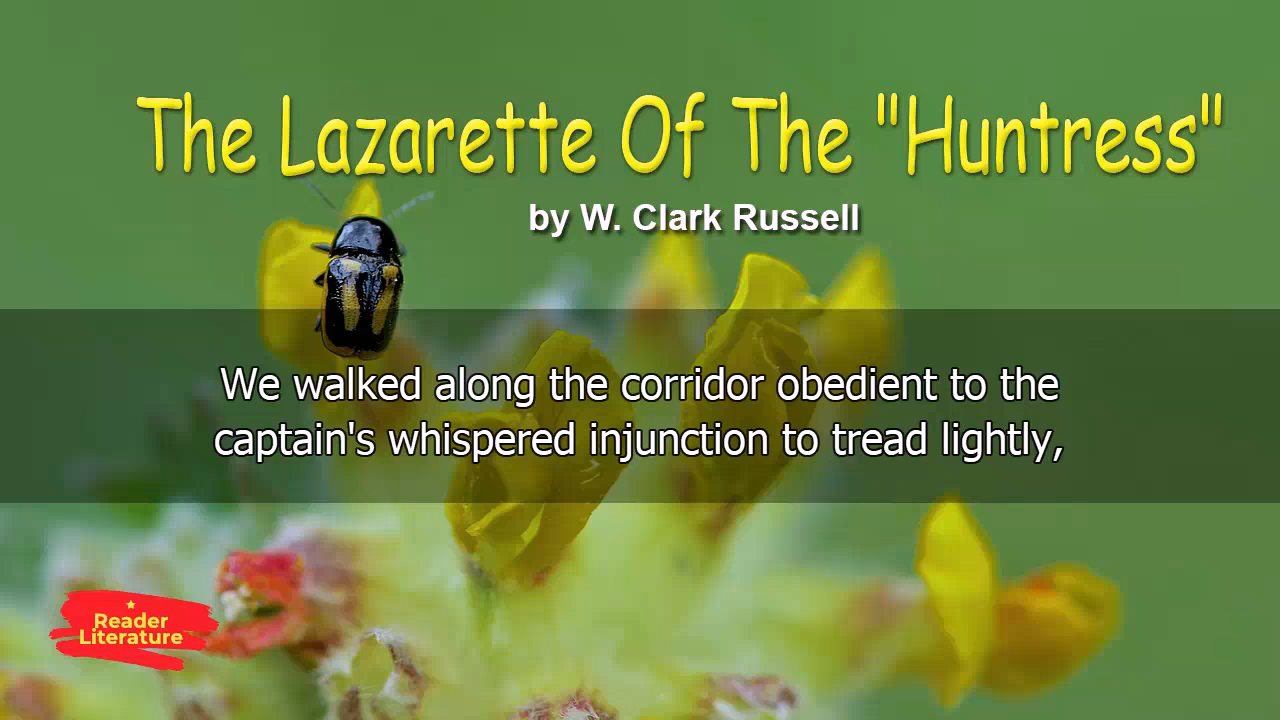 The Lazarette Of The "Huntress"
by W. Clark Russell
We walked along the corridor obedient to the
captain's whispered injunction to tread lightly,
Reader
Literature